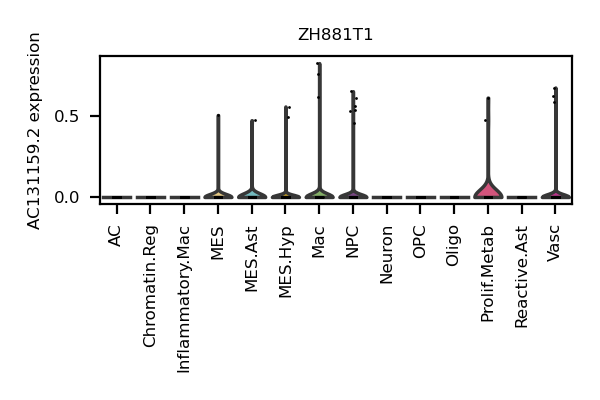 ZH881T1
AC131159.2 expression
0.5
0.0
AC
Chromatin.Reg
Inflammatory.Mac
MES
MES.Ast
MES.Hyp
Mac
NPC
Neuron
OPC
Oligo
Prolif.Metab
Reactive.Ast
Vasc